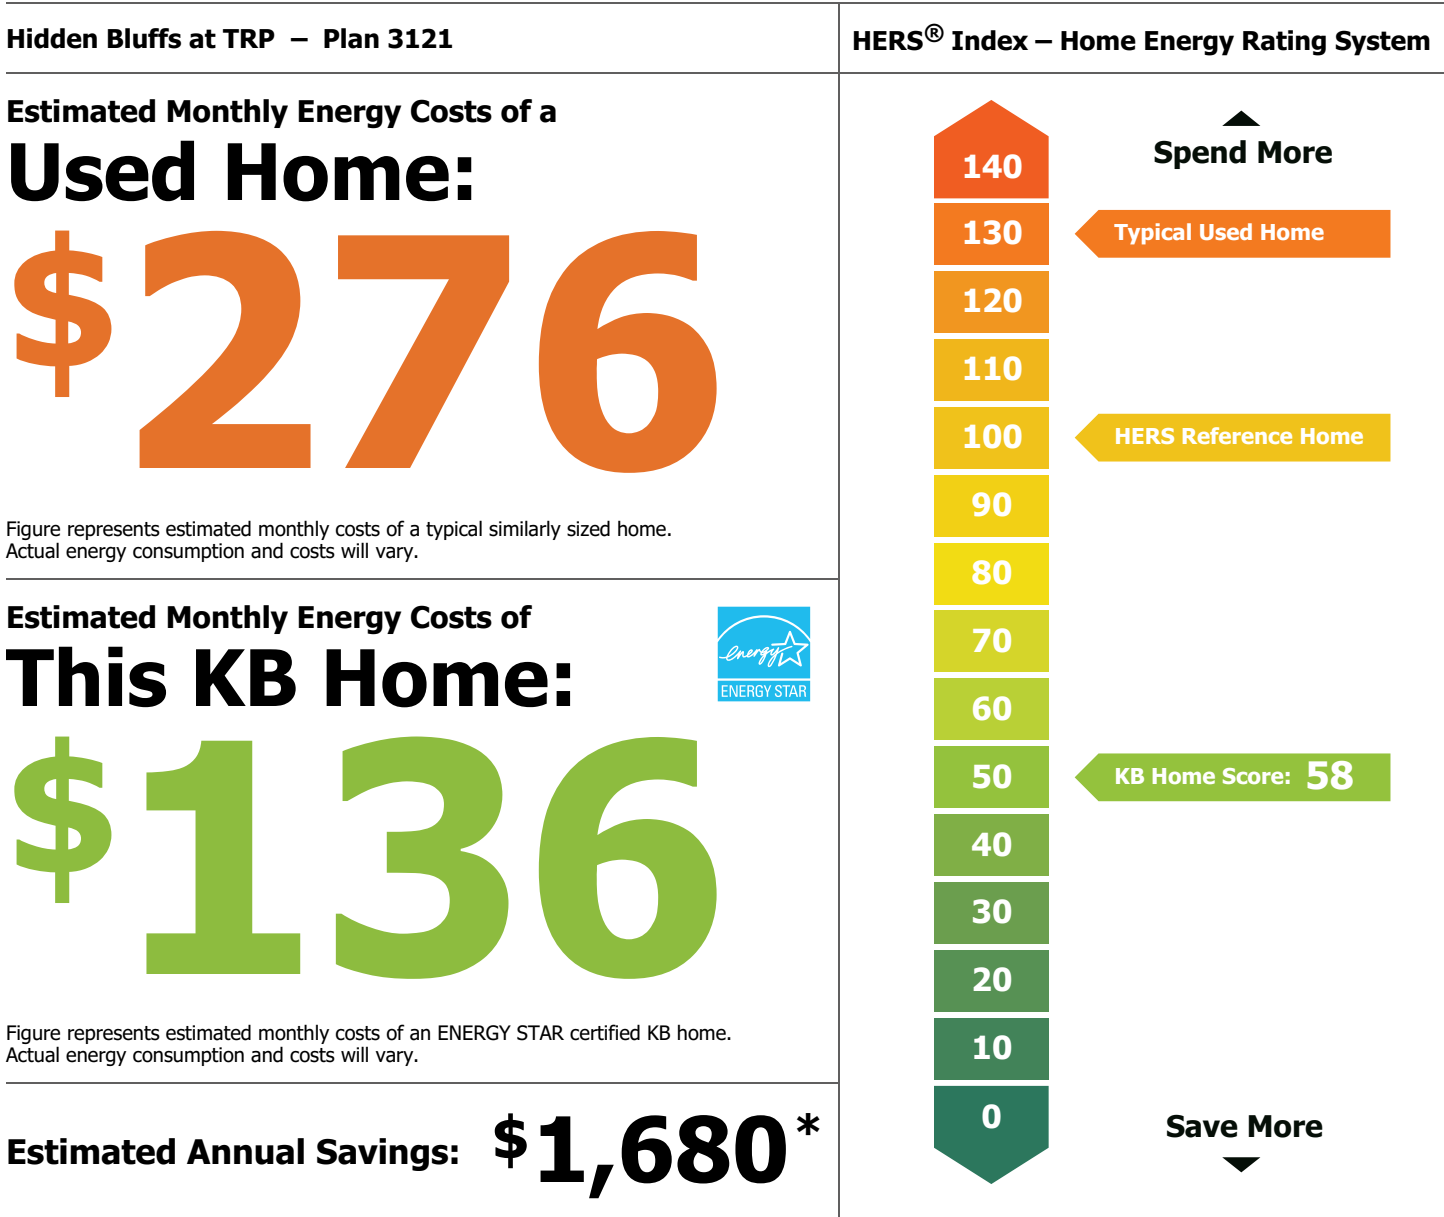 Hidden Bluffs at TRP – Plan 3121
Estimated Monthly Energy Costs of a
Used Home:
$276
Figure represents estimated monthly costs of a typical similarly sized home.
Actual energy consumption and costs will vary.
Estimated Monthly Energy Costs of
This KB Home:
energy
ENERGY STAR
$136
Figure represents estimated monthly costs of an ENERGY STAR certified KB home.
Actual energy consumption and costs will vary.
Estimated Annual Savings: $1,680*
HERS® Index – Home Energy Rating System
Spend More
140
130 Typical Used Home
120
110
100 HERS Reference Home
90
80
70
60
50 KB Home Score: 58
40
30
20
10
0
Save More